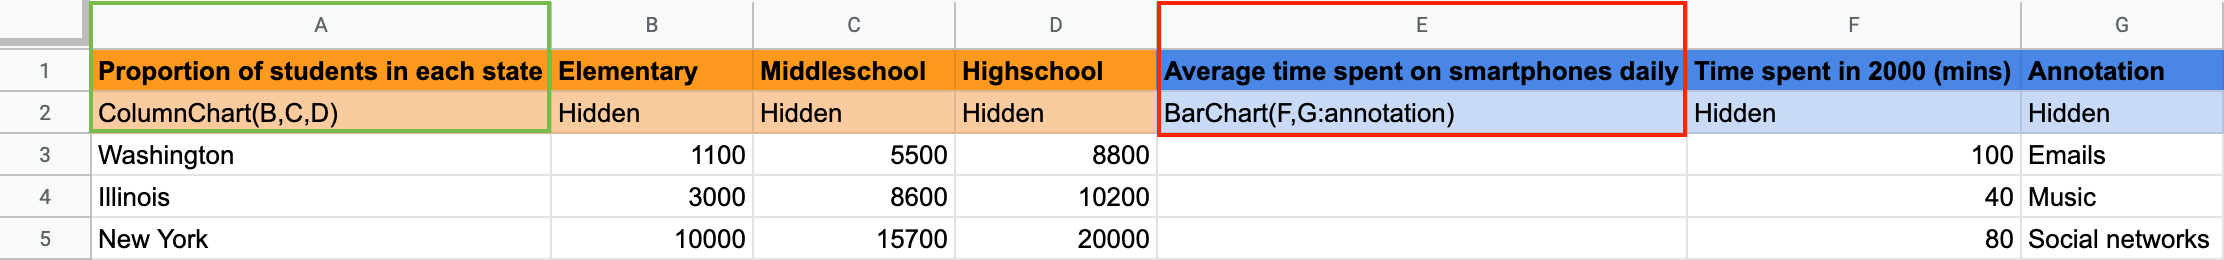 A B C D E F G
1 Proportion of students in each state Elementary Middleschool Highschool Average time spent on smartphones daily Time spent in 2000 (mins) Annotation
2 ColumnChart(B,C,D) Hidden Hidden Hidden BarChart(F,G:annotation) Hidden Hidden
3 Washington 1100 5500 8800 100 Emails
4 Illinois 3000 8600 10200 40 Music
5 New York 10000 15700 20000 80 Social networks